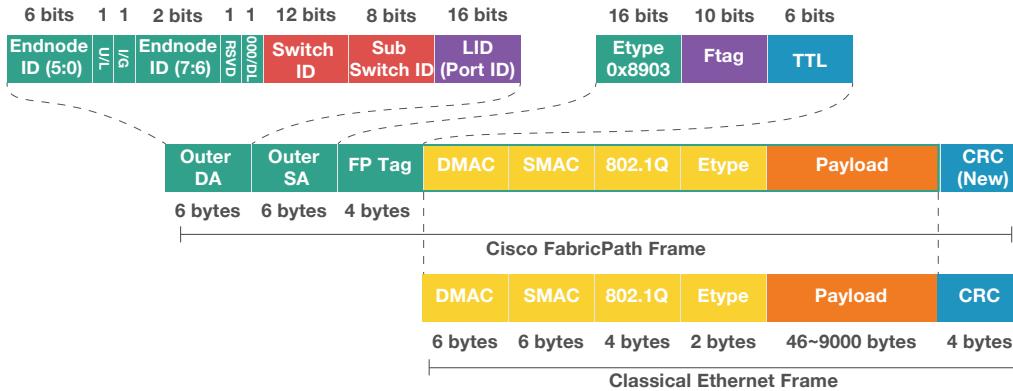 6 bits 1 1 2 bits 1 1 12 bits 8 bits 16 bits 16 bits 10 bits 6 bits
Endnode
ID (5:0)
U/L
I/G
Endnode
ID (7:6)
RSVD
000/DL
Switch
ID
Sub
Switch ID
LID
(Port ID)
Etype
0x8903
Ftag
TTL
Outer
DA
Outer
SA
FP Tag
DMAC
SMAC
802.1Q
Etype
Payload
CRC
(New)
6 bytes 6 bytes 4 bytes
Cisco FabricPath Frame
DMAC SMAC 802.1Q Etype Payload CRC
6 bytes 6 bytes 4 bytes 2 bytes 46~9000 bytes 4 bytes
Classical Ethernet Frame